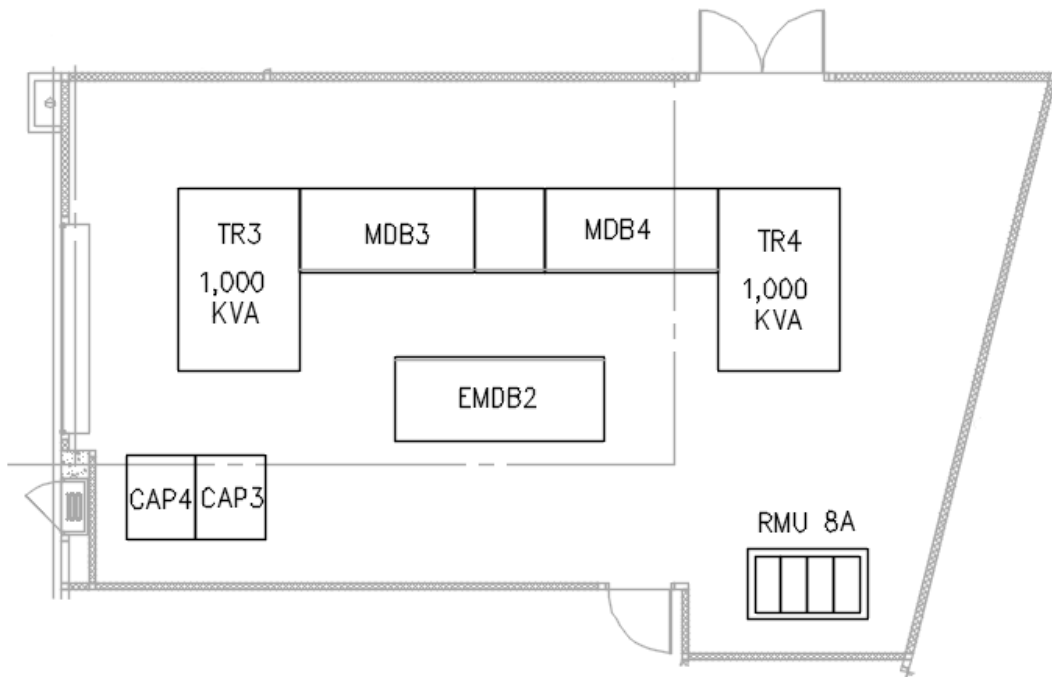 TR3
1,000
KVA
MDB3
MDB4
TR4
1,000
KVA
EMDB2
CAP4
CAP3
RMU 8A